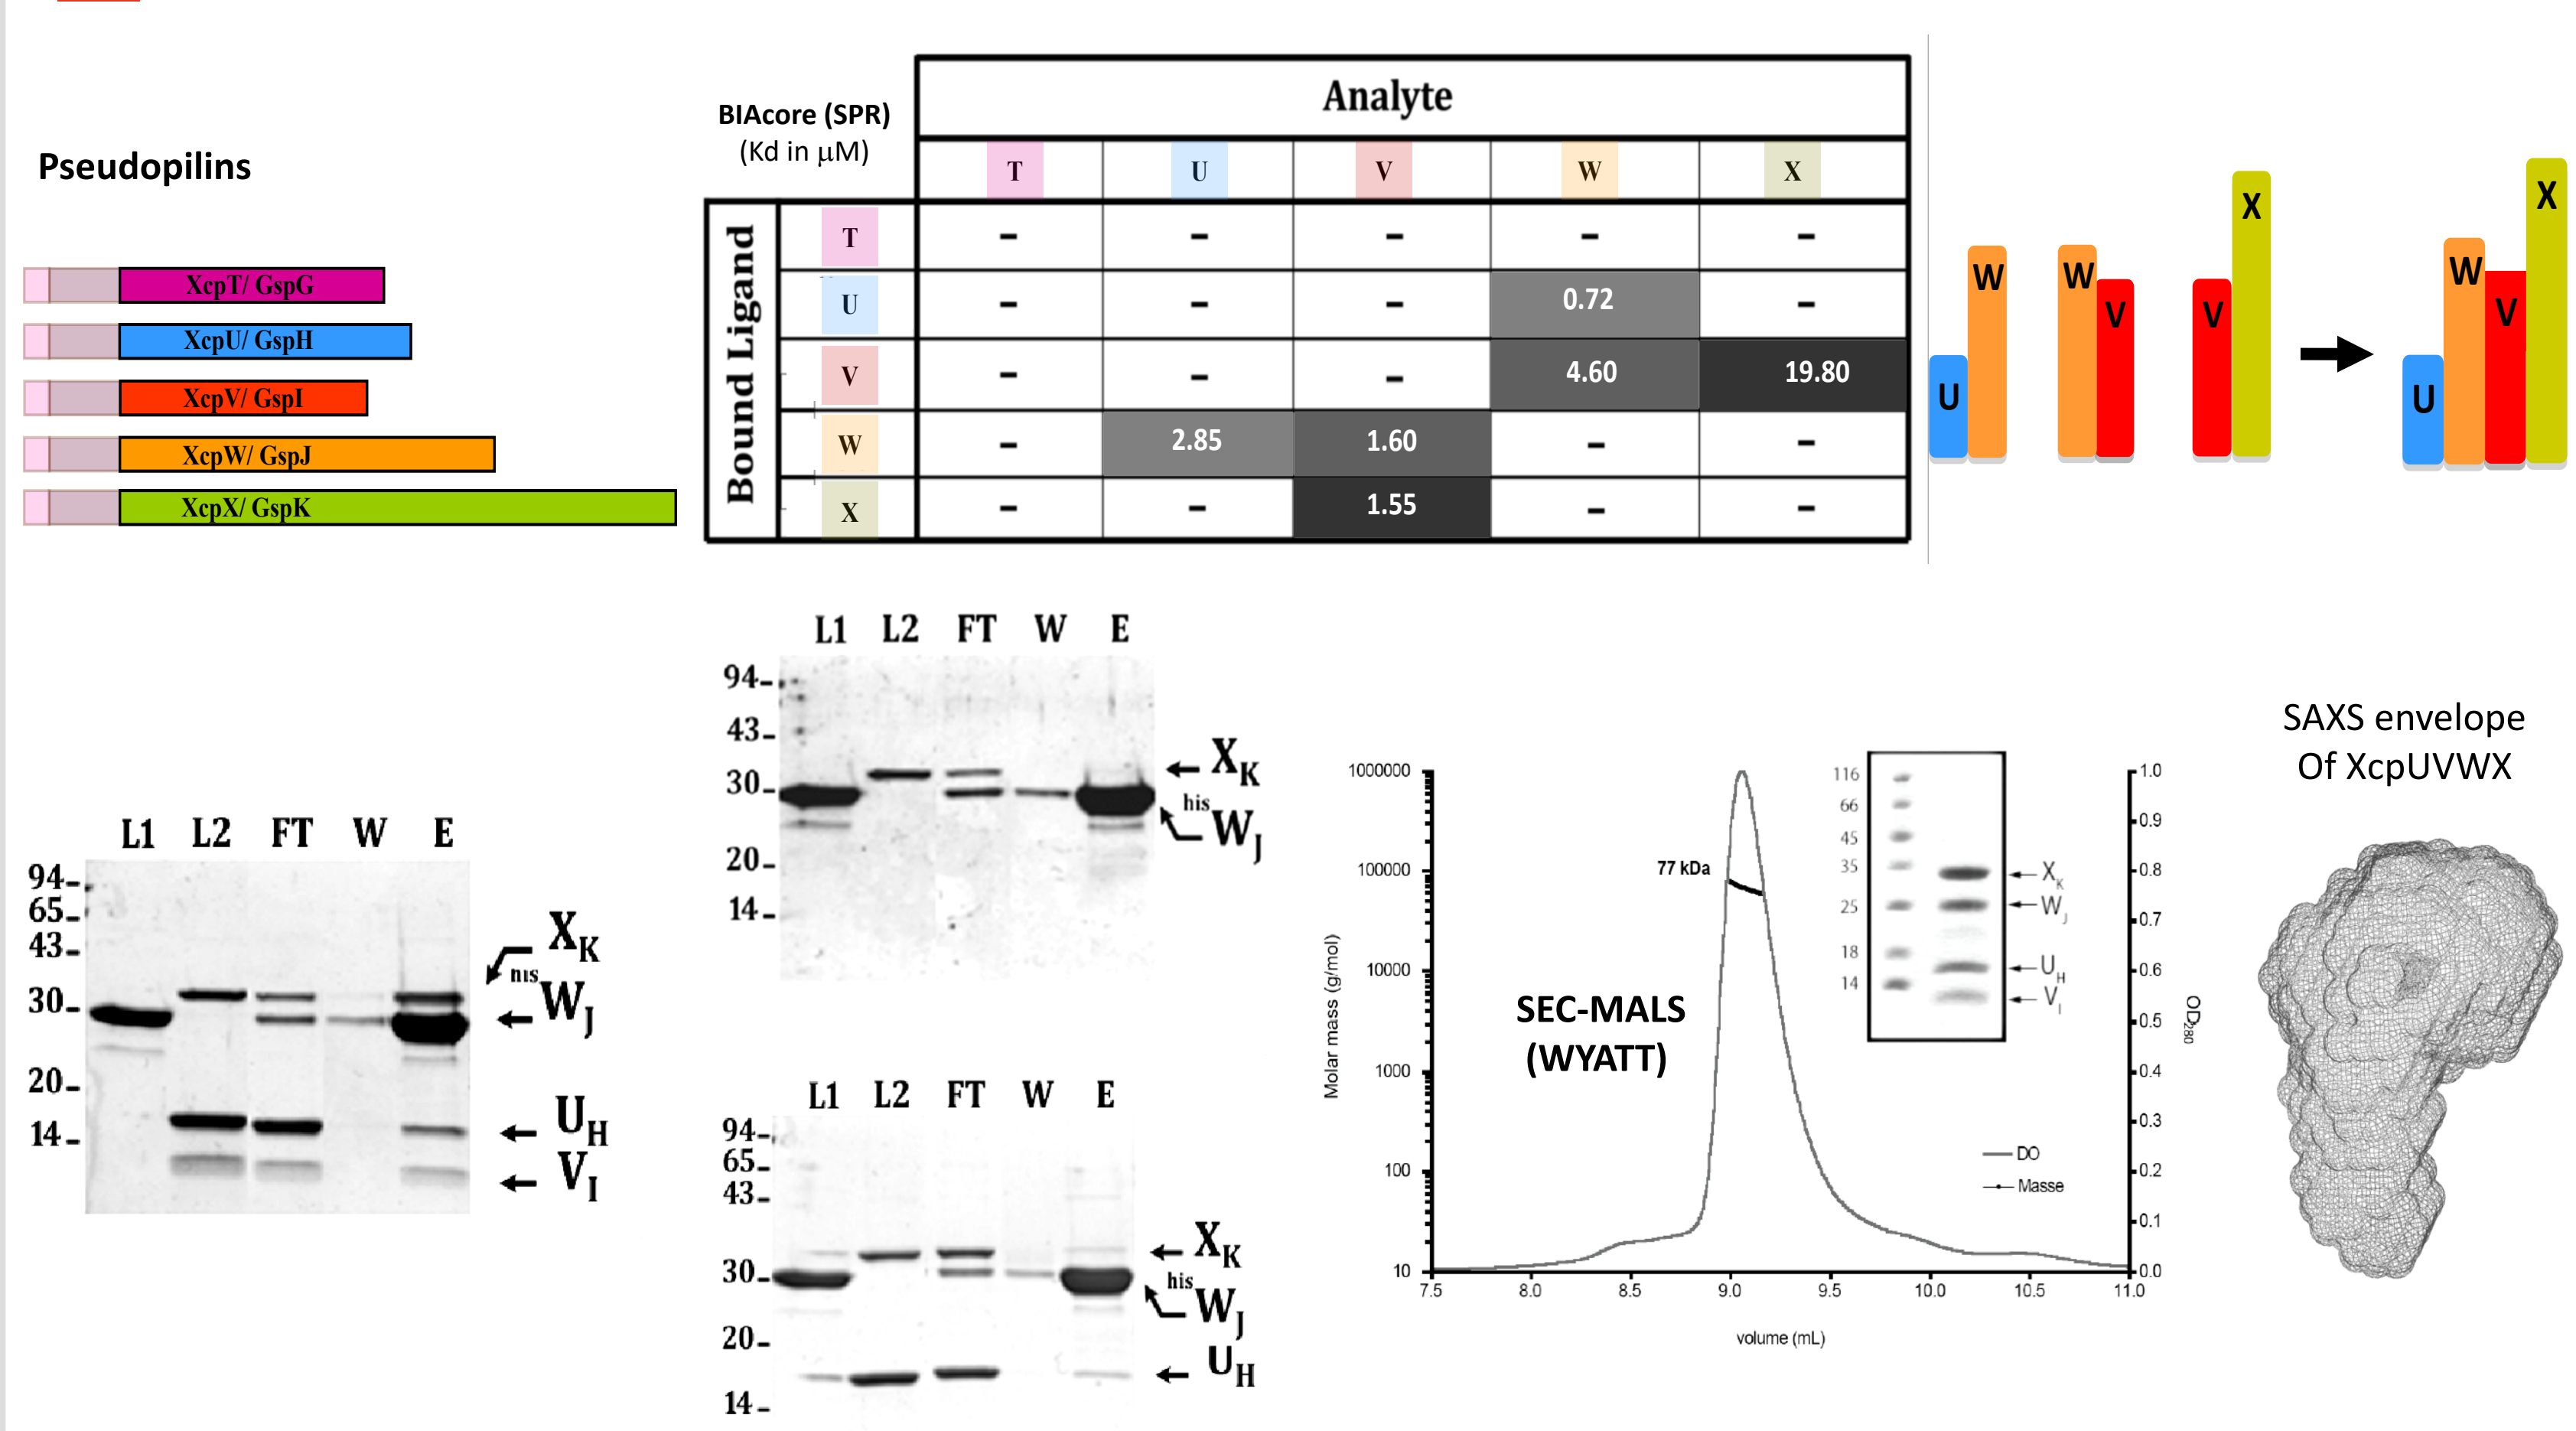 Pseudopilins
XcpT/ GspG
XcpU/ GspH
XcpV/ GspI
XcpW/ GspJ
XcpX/ GspK
BIAcore (SPR)
(Kd in μM)
Analyte
T U V W X
Bound Ligand
T - - - - -
U - - - 0.72 -
V - - - 4.60 19.80
W - 2.85 1.60 - -
X - - 1.55 - -
U W
W V
V X
U W V X
L1 L2 FT W E
94
65
43
30
20
14
XK
hisWJ
UH
VI
L1 L2 FT W E
94
43
30
20
14
XK
hisWJ
L1 L2 FT W E
94
65
43
30
20
14
XK
hisWJ
UH
Molar mass (g/mol)
1000000
100000
10000
1000
100
10
77 kDa
SEC-MALS
(WYATT)
116
66
45
35
25
18
14
XK
WJ
UH
VI
DO
Masse
1.0
0.9
0.8
0.7
0.6
0.5
0.4
0.3
0.2
0.1
0.0
OD280
7.5 8.0 8.5 9.0 9.5 10.0 10.5 11.0
volume (mL)
SAXS envelope
Of XcpUVWX